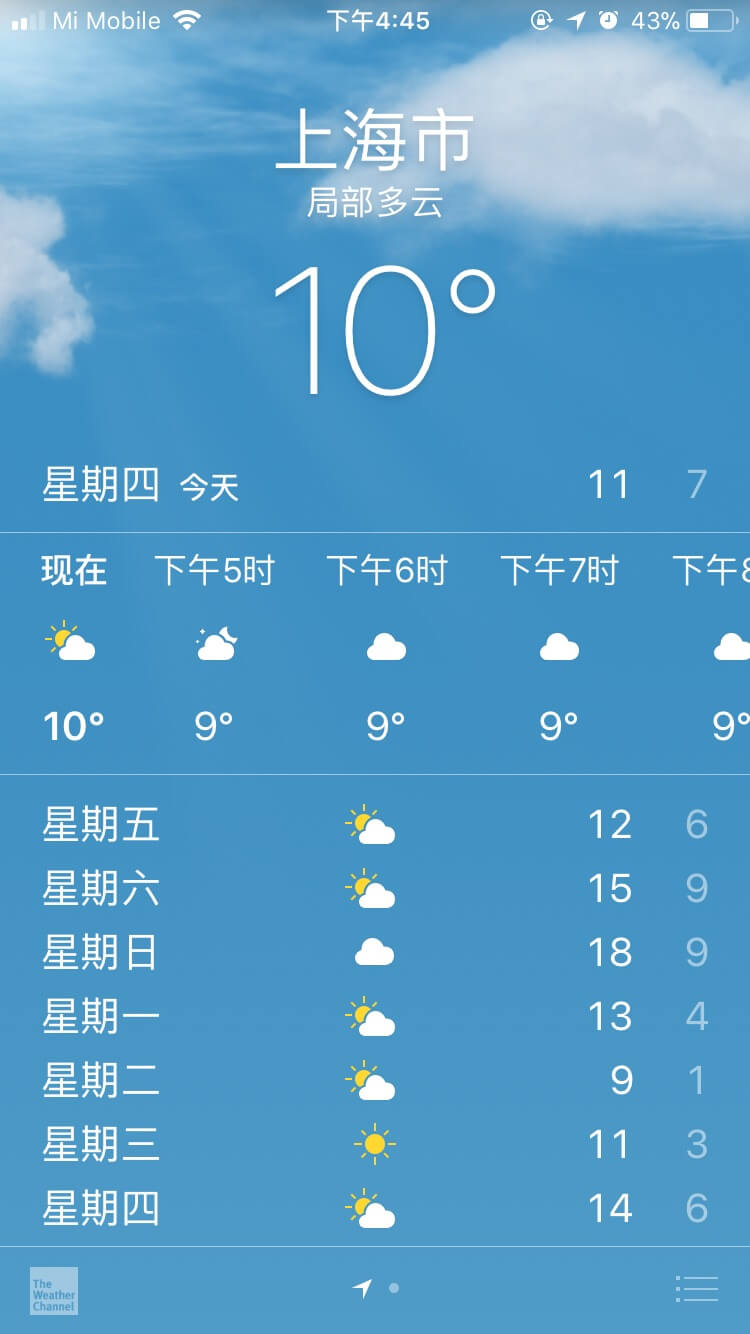 Mi Mobile 下午4:45 43%
上海市
局部多云
10°
星期四 今天 11 7
现在 下午5时 下午6时 下午7时 下午8
10° 9° 9° 9° 9°
星期五 12 6
星期六 15 9
星期日 18 9
星期一 13 4
星期二 9 1
星期三 11 3
星期四 14 6
The
Weather
Channel